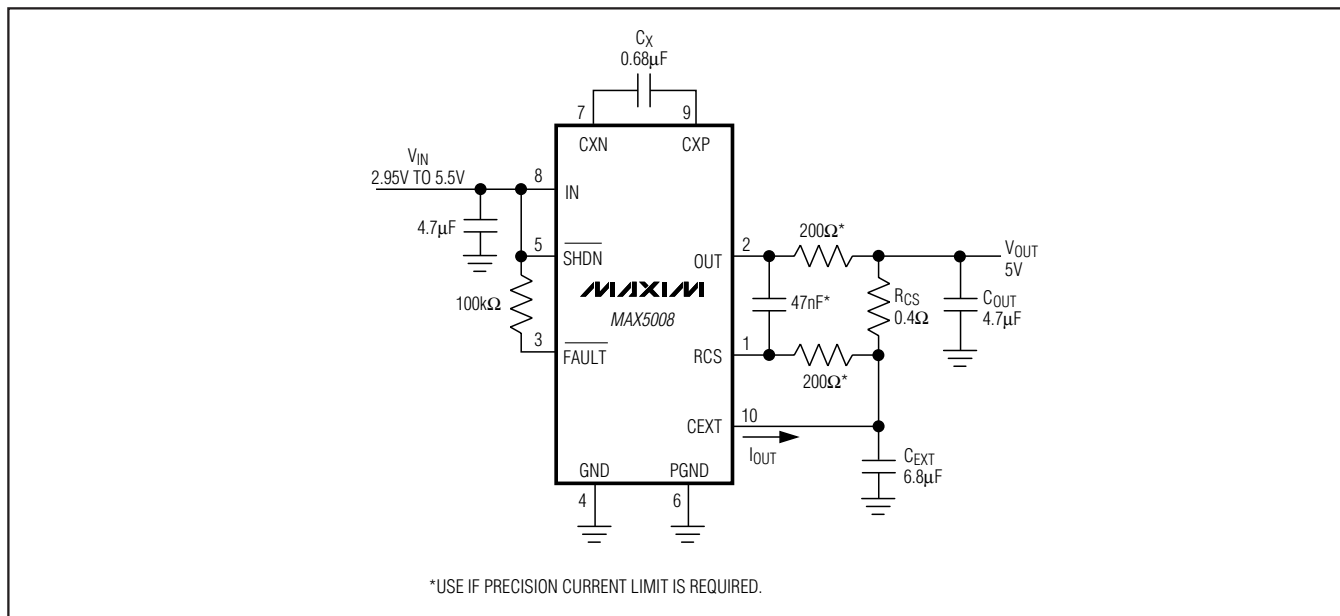 CX
0.68µF
7
9
CXN
CXP
VIN
2.95V TO 5.5V
8
IN
4.7µF
5
SHDN
100kΩ
3
FAULT
MAXIM
MAX5008
2
OUT
200Ω*
VOUT
5V
47nF*
RCS
0.4Ω
COUT
4.7µF
1
RCS
200Ω*
10
CEXT
IOUT
CEXT
6.8µF
GND
PGND
4
6
*USE IF PRECISION CURRENT LIMIT IS REQUIRED.